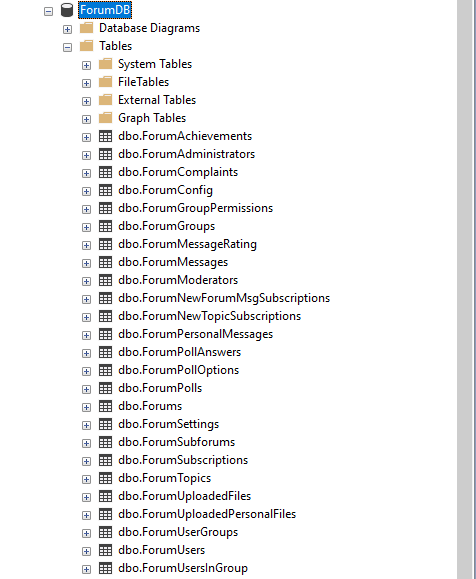 ForumDB
Database Diagrams
Tables
System Tables
FileTables
External Tables
Graph Tables
dbo.ForumAchievements
dbo.ForumAdministrators
dbo.ForumComplaints
dbo.ForumConfig
dbo.ForumGroupPermissions
dbo.ForumGroups
dbo.ForumMessageRating
dbo.ForumMessages
dbo.ForumModerators
dbo.ForumNewForumMsgSubscriptions
dbo.ForumNewTopicSubscriptions
dbo.ForumPersonalMessages
dbo.ForumPollAnswers
dbo.ForumPollOptions
dbo.ForumPolls
dbo.Forums
dbo.ForumSettings
dbo.ForumSubforums
dbo.ForumSubscriptions
dbo.ForumTopics
dbo.ForumUploadedFiles
dbo.ForumUploadedPersonalFiles
dbo.ForumUserGroups
dbo.ForumUsers
dbo.ForumUsersInGroup